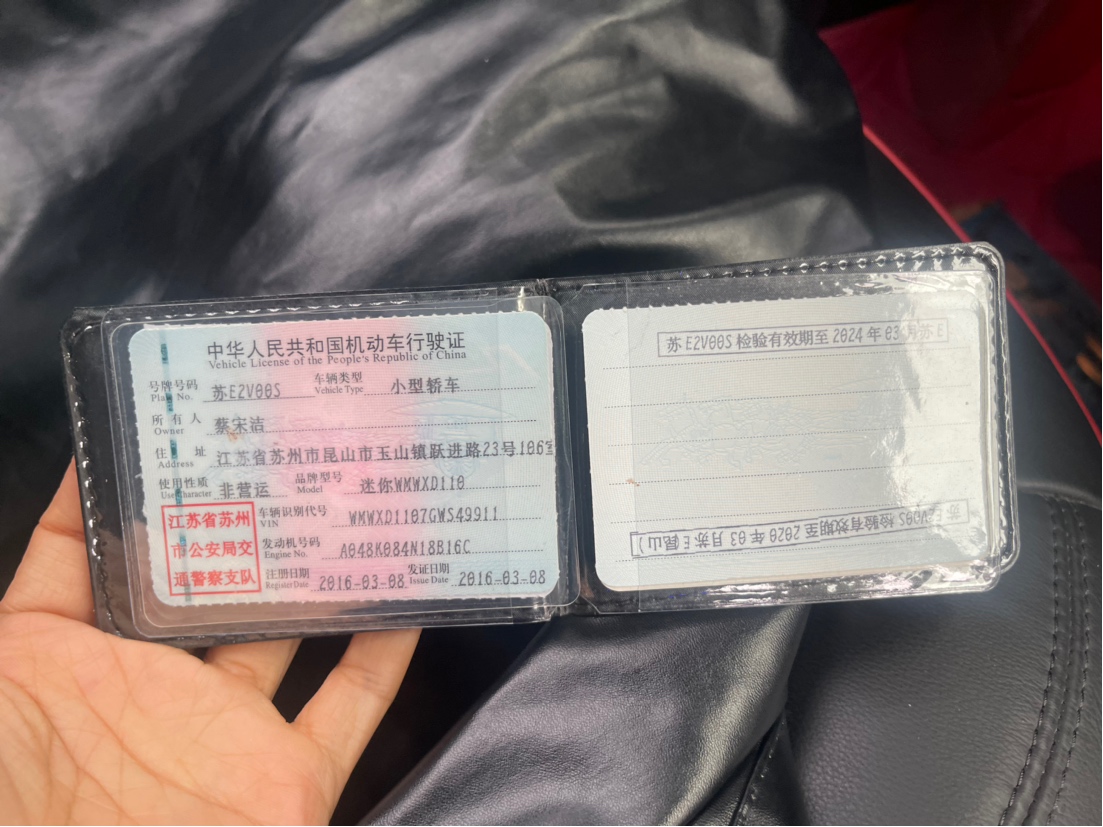 中华人民共和国机动车行驶证
Vehicle License of the People's Republic of China
号牌号码 苏E2V00S 车辆类型 小型轿车
Plate No. Vehicle Type
所有人 蔡宋洁
Owner
住址 江苏省苏州市昆山市玉山镇跃进路23号106室
Address
使用性质 非营运 品牌型号 迷你WMWXD110
Use Character Model
江苏省苏州
市公安局交
通警察支队
车辆识别代号 WMWXD1107GWS49911
VIN
发动机号码 A048K084N18B16C
Engine No.
注册日期 2016-03-08 发证日期 2016-03-08
Register Date Issue Date
苏E2V00S 检验有效期至 2024 年 03 月苏E
苏E2V00S 检验有效期至 2020 年 03 月苏E(昆山)